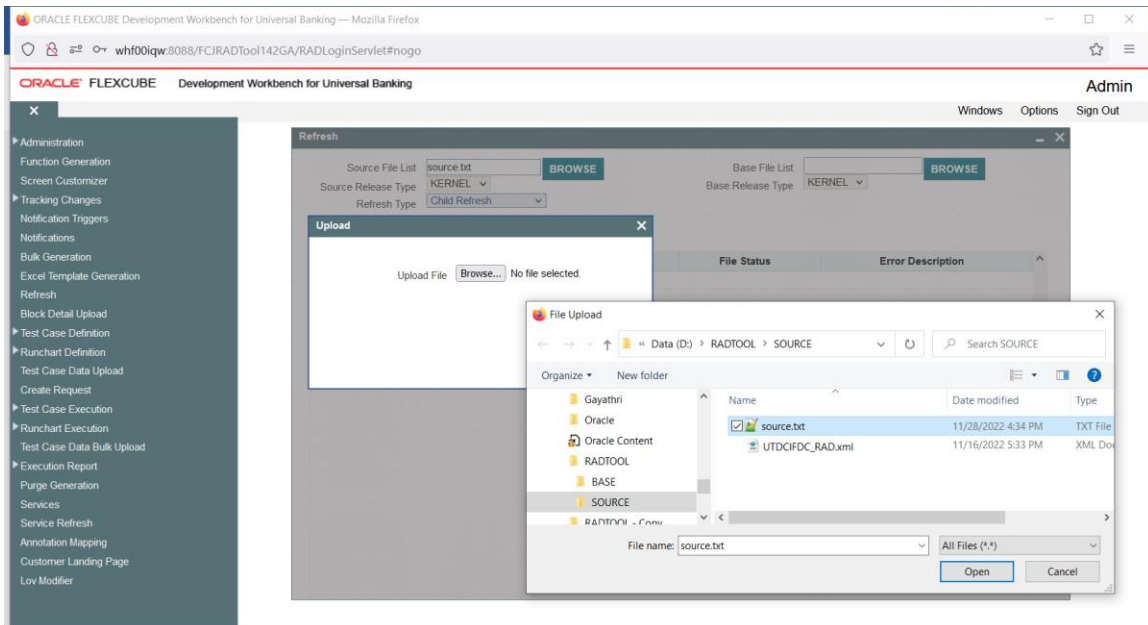 ORACLE FLEXCUBE Development Workbench for Universal Banking — Mozilla Firefox
whf00iqw:8088/FCJRADTool142GA/RADLoginServlet#nogo
ORACLE FLEXCUBE Development Workbench for Universal Banking
Admin
Windows Options Sign Out
Administration
Function Generation
Screen Customizer
Tracking Changes
Notification Triggers
Notifications
Bulk Generation
Excel Template Generation
Refresh
Block Detail Upload
Test Case Definition
Runchart Definition
Test Case Data Upload
Create Request
Test Case Execution
Runchart Execution
Test Case Data Bulk Upload
Execution Report
Purge Generation
Services
Service Refresh
Annotation Mapping
Customer Landing Page
Lov Modifier
Refresh
Source File List source.txt BROWSE Base File List BROWSE
Source Release Type KERNEL Base Release Type KERNEL
Refresh Type Child Refresh
File Status Error Description
Upload
Upload File Browse... No file selected.
File Upload
« Data (D:) > RADTOOL > SOURCE Search SOURCE
Organize New folder
Gayathri
Oracle
Oracle Content
RADTOOL
BASE
SOURCE
RADTOOL - Copy
Name Date modified Type
source.txt 11/28/2022 4:34 PM TXT File
UTDCIFDC_RAD.xml 11/16/2022 5:33 PM XML Do
File name: source.txt All Files (*.*)
Open Cancel